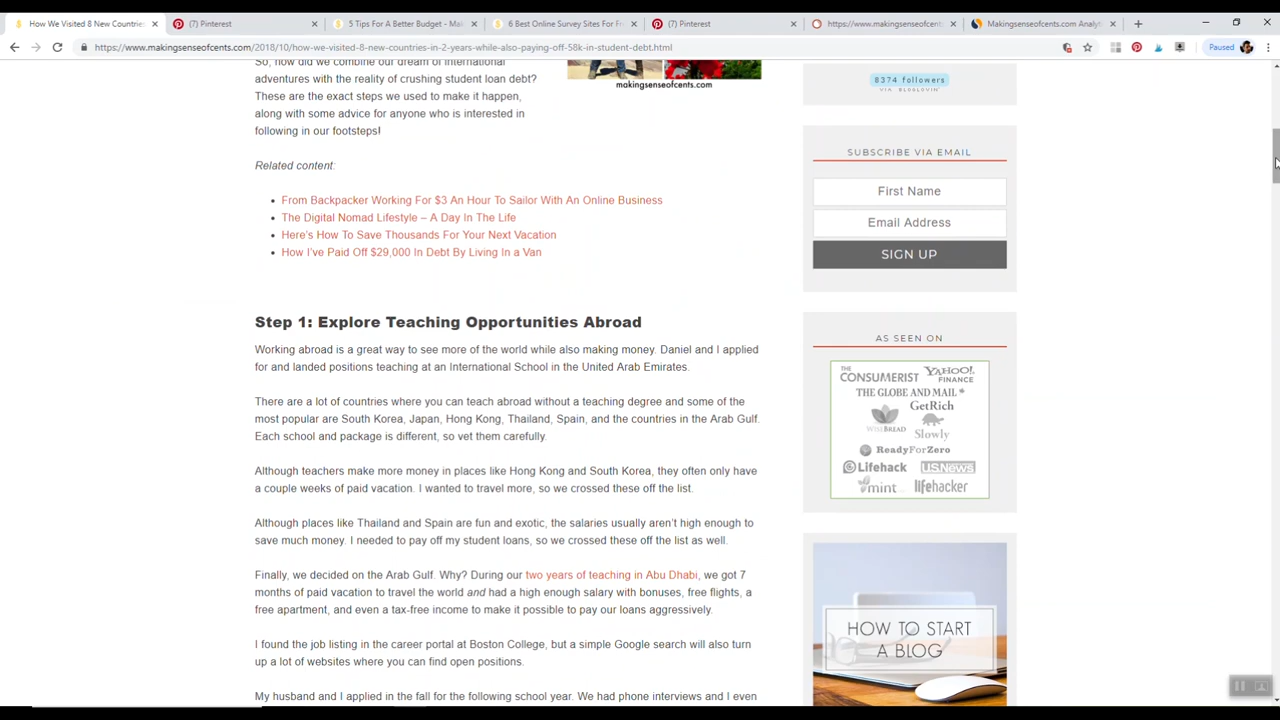 How We Visited 8 New Countries
(7) Pinterest
5 Tips For A Better Budget - Mak
6 Best Online Survey Sites For Fr
(7) Pinterest
https://www.makingsenseofcents
Makingsenseofcents.com Analyt
https://www.makingsenseofcents.com/2018/10/how-we-visited-8-new-countries-in-2-years-while-also-paying-off-58k-in-student-debt.html
Paused
So, how did we combine our dream of international
adventures with the reality of crushing student loan debt?
These are the exact steps we used to make it happen,
along with some advice for anyone who is interested in
following in our footsteps!
makingsenseofcents.com
Related content:
From Backpacker Working For $3 An Hour To Sailor With An Online Business
The Digital Nomad Lifestyle – A Day In The Life
Here's How To Save Thousands For Your Next Vacation
How I've Paid Off $29,000 In Debt By Living In a Van
Step 1: Explore Teaching Opportunities Abroad
Working abroad is a great way to see more of the world while also making money. Daniel and I applied
for and landed positions teaching at an International School in the United Arab Emirates.
There are a lot of countries where you can teach abroad without a teaching degree and some of the
most popular are South Korea, Japan, Hong Kong, Thailand, Spain, and the countries in the Arab Gulf.
Each school and package is different, so vet them carefully.
Although teachers make more money in places like Hong Kong and South Korea, they often only have
a couple weeks of paid vacation. I wanted to travel more, so we crossed these off the list.
Although places like Thailand and Spain are fun and exotic, the salaries usually aren't high enough to
save much money. I needed to pay off my student loans, so we crossed these off the list as well.
Finally, we decided on the Arab Gulf. Why? During our two years of teaching in Abu Dhabi, we got 7
months of paid vacation to travel the world and had a high enough salary with bonuses, free flights, a
free apartment, and even a tax-free income to make it possible to pay our loans aggressively.
I found the job listing in the career portal at Boston College, but a simple Google search will also turn
up a lot of websites where you can find open positions.
My husband and I applied in the fall for the following school year. We had phone interviews and I even
8374 followers
VIA BLOGLOVIN'
SUBSCRIBE VIA EMAIL
First Name
Email Address
SIGN UP
AS SEEN ON
THE CONSUMERIST
YAHOO! FINANCE
THE GLOBE AND MAIL
WISEBREAD
GetRich
Slowly
ReadyForZero
Lifehack
USNews
mint
lifehacker
HOW TO START
A BLOG